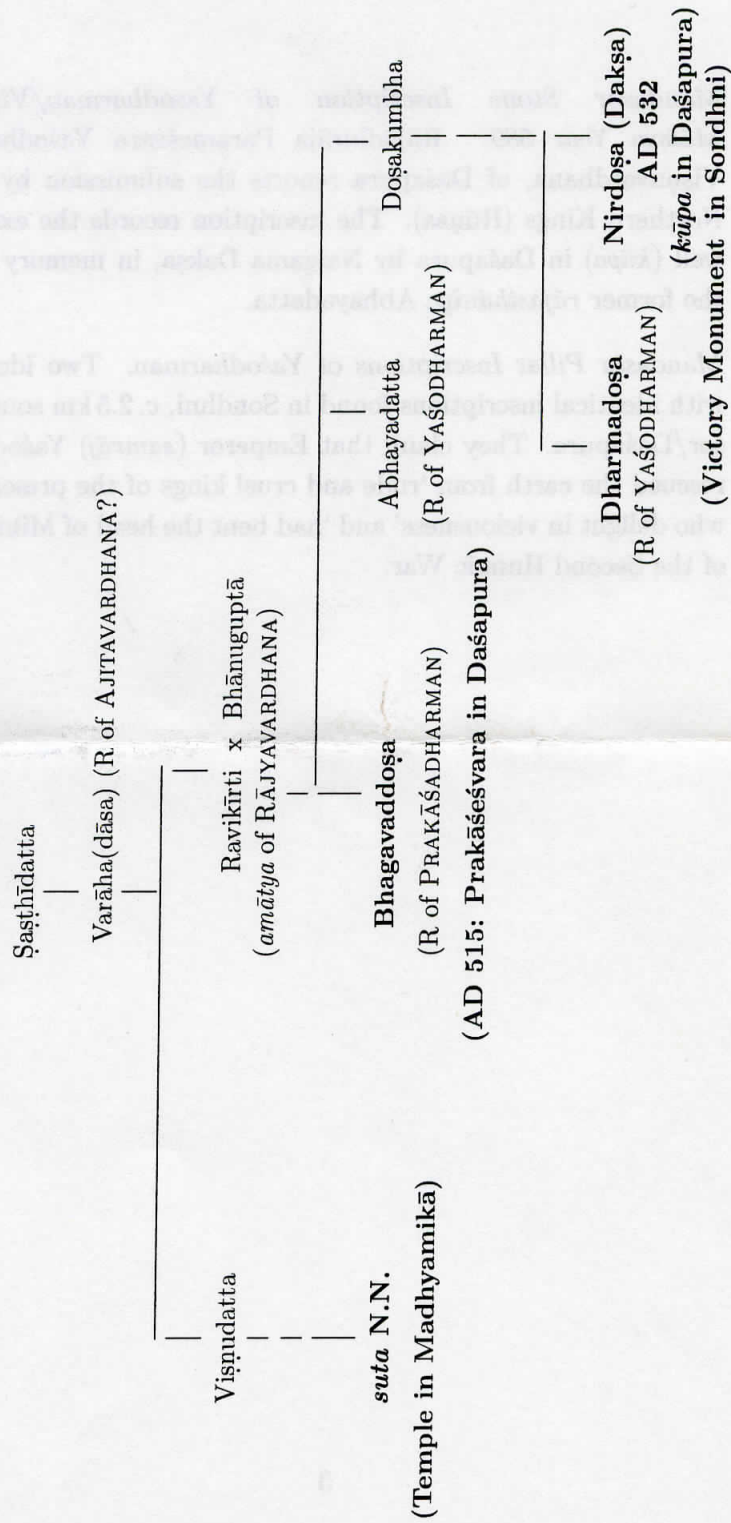 Ṣaṣṭhīdatta
Varāha(dāsa) (R of AJITAVARDHANA??)
Viṣṇudatta
Ravikīrti x Bhānuguptā
(amātya of RĀJYAVARDHANA)
suta N.N.
(Temple in Madhyamikā)
Bhagavaddoṣa
(R of PRAKĀŚADHARMAN)
(AD 515: Prakāśeśvara in Daśapura)
Abhayadatta
(R of YAŚODHARMAN)
Doṣakumbha
Dharmadoṣa
(R of YAŚODHARMAN)
Nirdoṣa (Dakṣa)
AD 532
kūpa in Daśapura)
(Victory Monument in Sondhni)